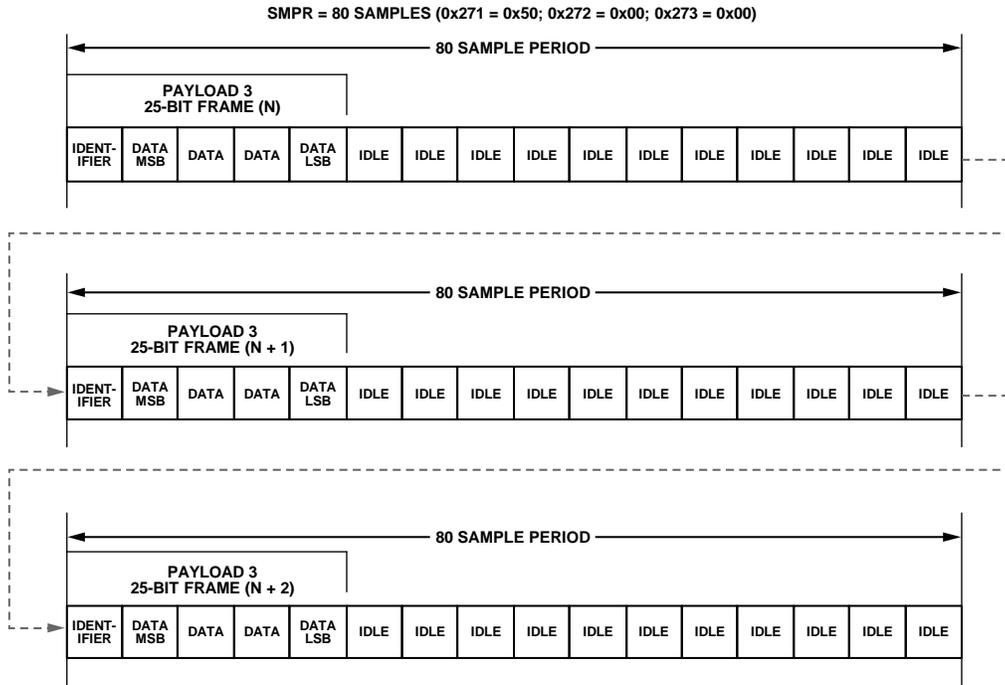 SMPR = 80 SAMPLES (0x271 = 0x50; 0x272 = 0x00; 0x273 = 0x00)
80 SAMPLE PERIOD
PAYLOAD 3
25-BIT FRAME (N)
IDENT-
IFIER
DATA
MSB
DATA
DATA
DATA
LSB
IDLE
IDLE
IDLE
IDLE
IDLE
IDLE
IDLE
IDLE
IDLE
IDLE
IDLE
80 SAMPLE PERIOD
PAYLOAD 3
25-BIT FRAME (N + 1)
IDENT-
IFIER
DATA
MSB
DATA
DATA
DATA
LSB
IDLE
IDLE
IDLE
IDLE
IDLE
IDLE
IDLE
IDLE
IDLE
IDLE
IDLE
80 SAMPLE PERIOD
PAYLOAD 3
25-BIT FRAME (N + 2)
IDENT-
IFIER
DATA
MSB
DATA
DATA
DATA
LSB
IDLE
IDLE
IDLE
IDLE
IDLE
IDLE
IDLE
IDLE
IDLE
IDLE
IDLE